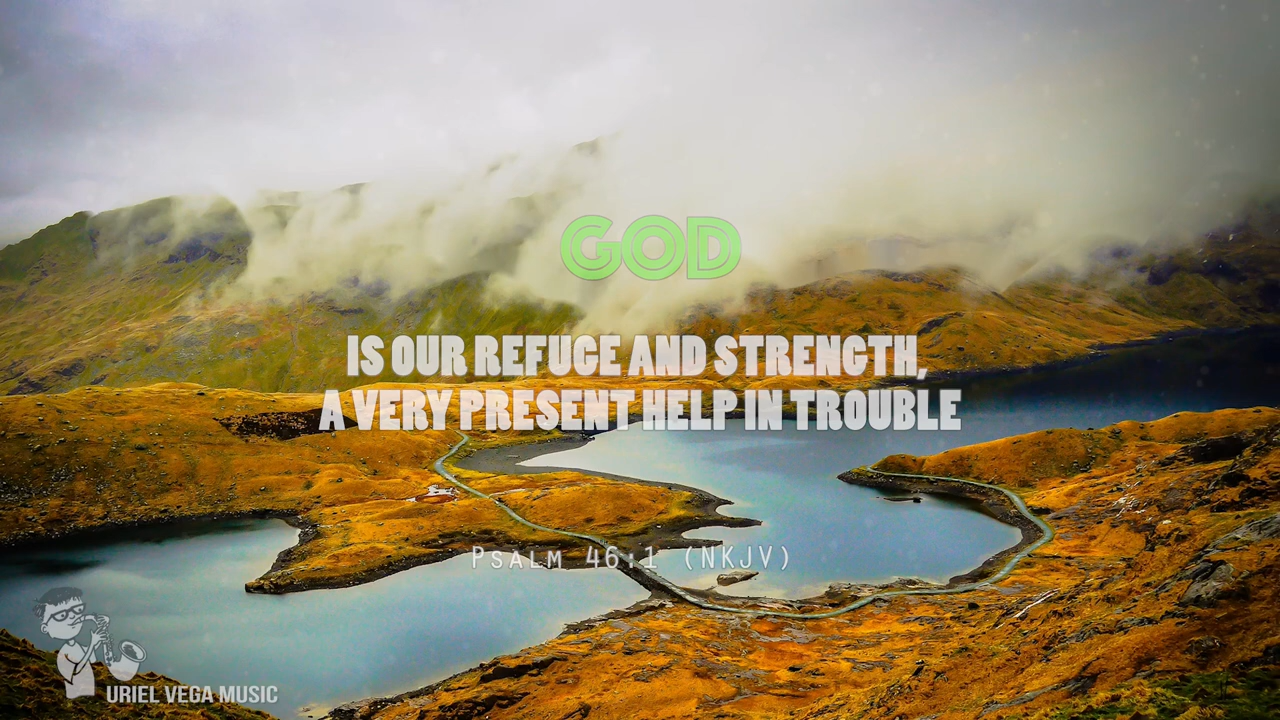 GOD
IS OUR REFUGE AND STRENGTH,
A VERY PRESENT HELP IN TROUBLE
PSALM 46:1 (NKJV)
URIEL VEGA MUSIC